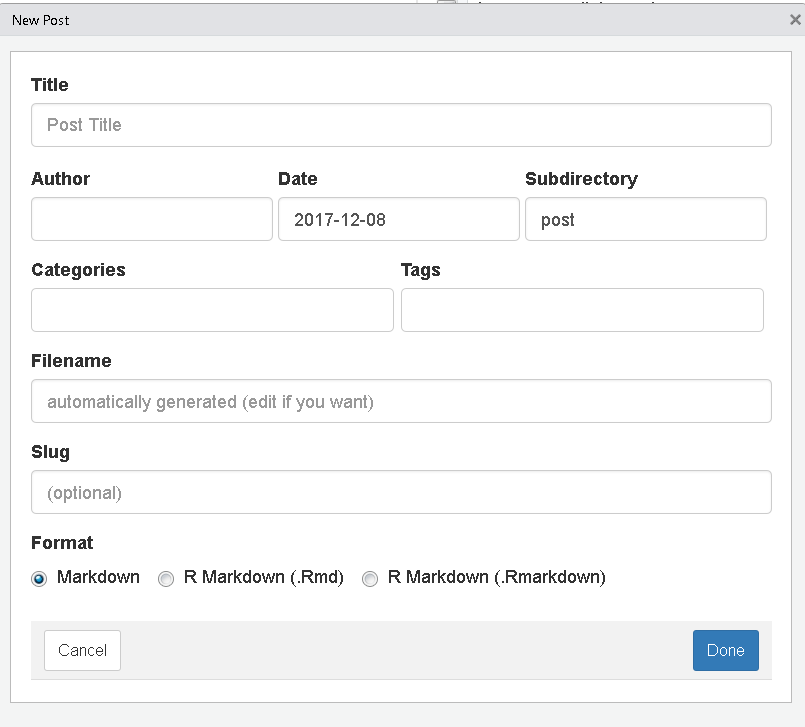 New Post
Title
Post Title
Author Date Subdirectory
2017-12-08 post
Categories Tags
Filename
automatically generated (edit if you want)
Slug
(optional)
Format
Markdown R Markdown (.Rmd) R Markdown (.Rmarkdown)
Cancel Done